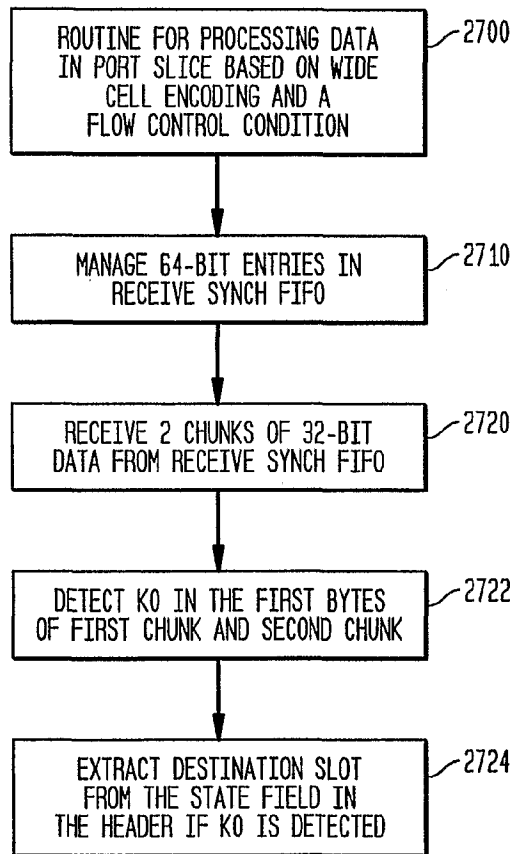 ROUTINE FOR PROCESSING DATA
IN PORT SLICE BASED ON WIDE
CELL ENCODING AND A
FLOW CONTROL CONDITION
2700
MANAGE 64-BIT ENTRIES IN
RECEIVE SYNCH FIFO
2710
RECEIVE 2 CHUNKS OF 32-BIT
DATA FROM RECEIVE SYNCH FIFO
2720
DETECT K0 IN THE FIRST BYTES
OF FIRST CHUNK AND SECOND CHUNK
2722
EXTRACT DESTINATION SLOT
FROM THE STATE FIELD IN
THE HEADER IF K0 IS DETECTED
2724